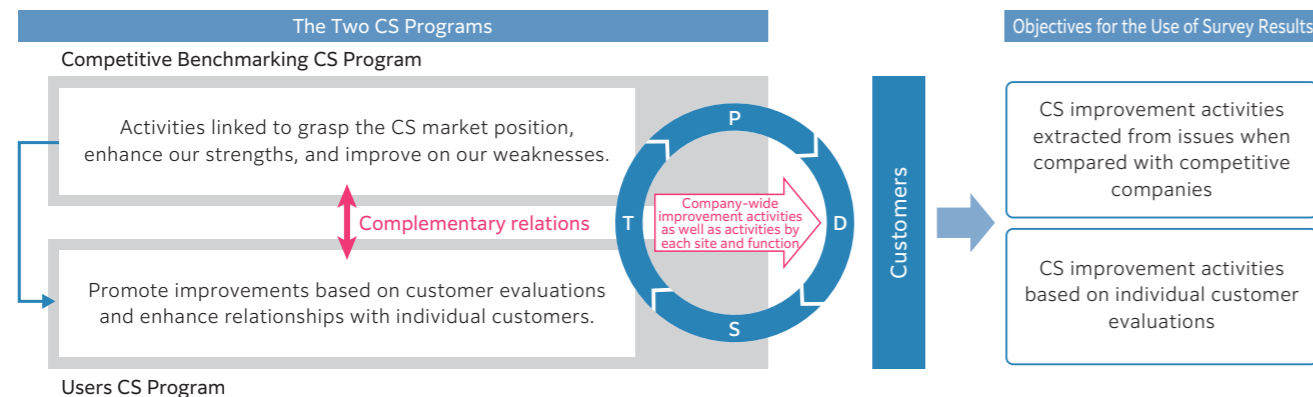 The Two CS Programs
Objectives for the Use of Survey Results
Competitive Benchmarking CS Program
Activities linked to grasp the CS market position,
enhance our strengths, and improve on our weaknesses.
Complementary relations
Promote improvements based on customer evaluations
and enhance relationships with individual customers.
Users CS Program
P
T
D
S
Company-wide
improvement activities
as well as activities by
each site and function
Customers
CS improvement activities
extracted from issues when
compared with competitive
companies
CS improvement activities
based on individual customer
evaluations